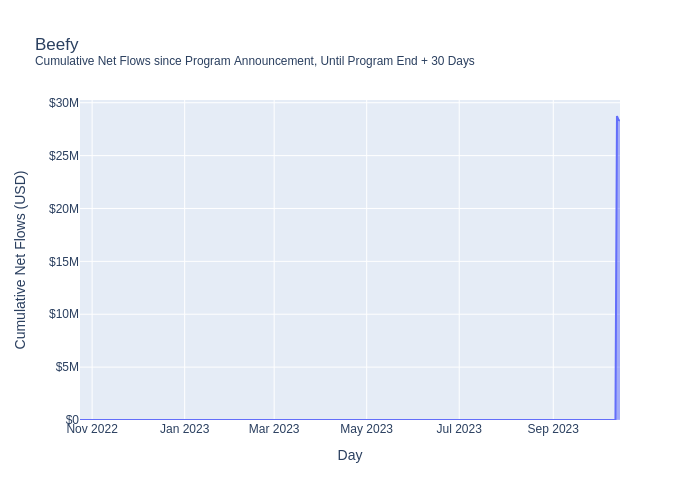 Beefy
Cumulative Net Flows since Program Announcement, Until Program End + 30 Days
$30M
$25M
$20M
$15M
$10M
$5M
$0
Cumulative Net Flows (USD)
Nov 2022
Jan 2023
Mar 2023
May 2023
Jul 2023
Sep 2023
Day